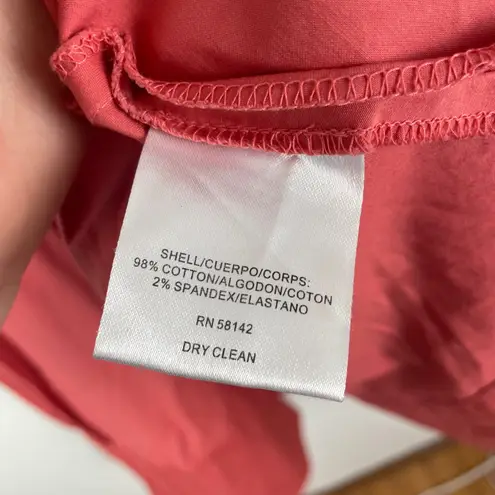 SHELL/CUERPO/CORPS:
98% COTTON/ALGODON/COTON
2% SPANDEX/ELASTANO
RN 58142
DRY CLEAN